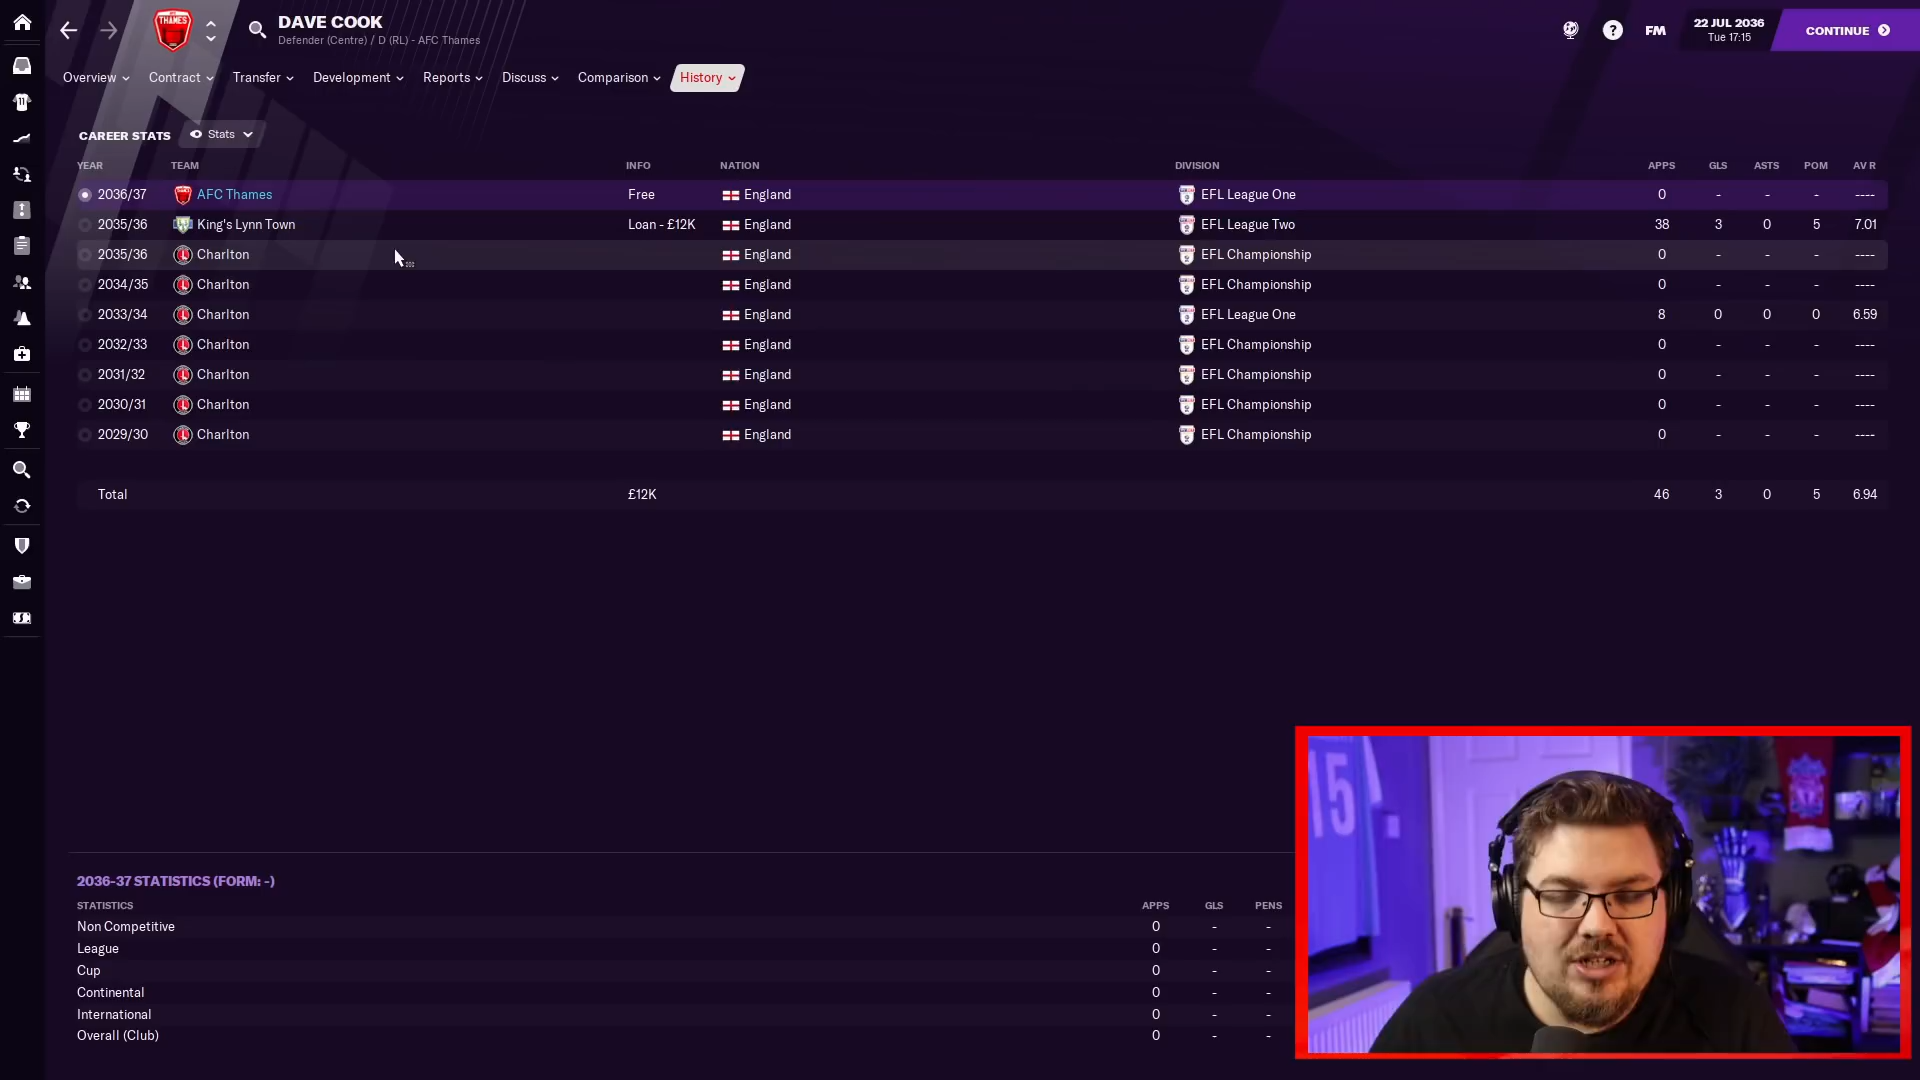 DAVE COOK
Defender (Centre) / D (RL) - AFC Thames
FM
22 JUL 2036
Tue 17:15
CONTINUE
Overview
Contract
Transfer
Development
Reports
Discuss
Comparison
History
CAREER STATS
Stats
YEAR TEAM INFO NATION DIVISION APPS GLS ASTS POM AV R
2036/37 AFC Thames Free England EFL League One 0 - - - ----
2035/36 King's Lynn Town Loan - £12K England EFL League Two 38 3 0 5 7.01
2035/36 Charlton England EFL Championship 0 - - - ----
2034/35 Charlton England EFL Championship 0 - - - ----
2033/34 Charlton England EFL League One 8 0 0 0 6.59
2032/33 Charlton England EFL Championship 0 - - - ----
2031/32 Charlton England EFL Championship 0 - - - ----
2030/31 Charlton England EFL Championship 0 - - - ----
2029/30 Charlton England EFL Championship 0 - - - ----
Total £12K 46 3 0 5 6.94
2036-37 STATISTICS (FORM: -)
STATISTICS APPS GLS PENS
Non Competitive 0 - -
League 0 - -
Cup 0 - -
Continental 0 - -
International 0 - -
Overall (Club) 0 - -
15